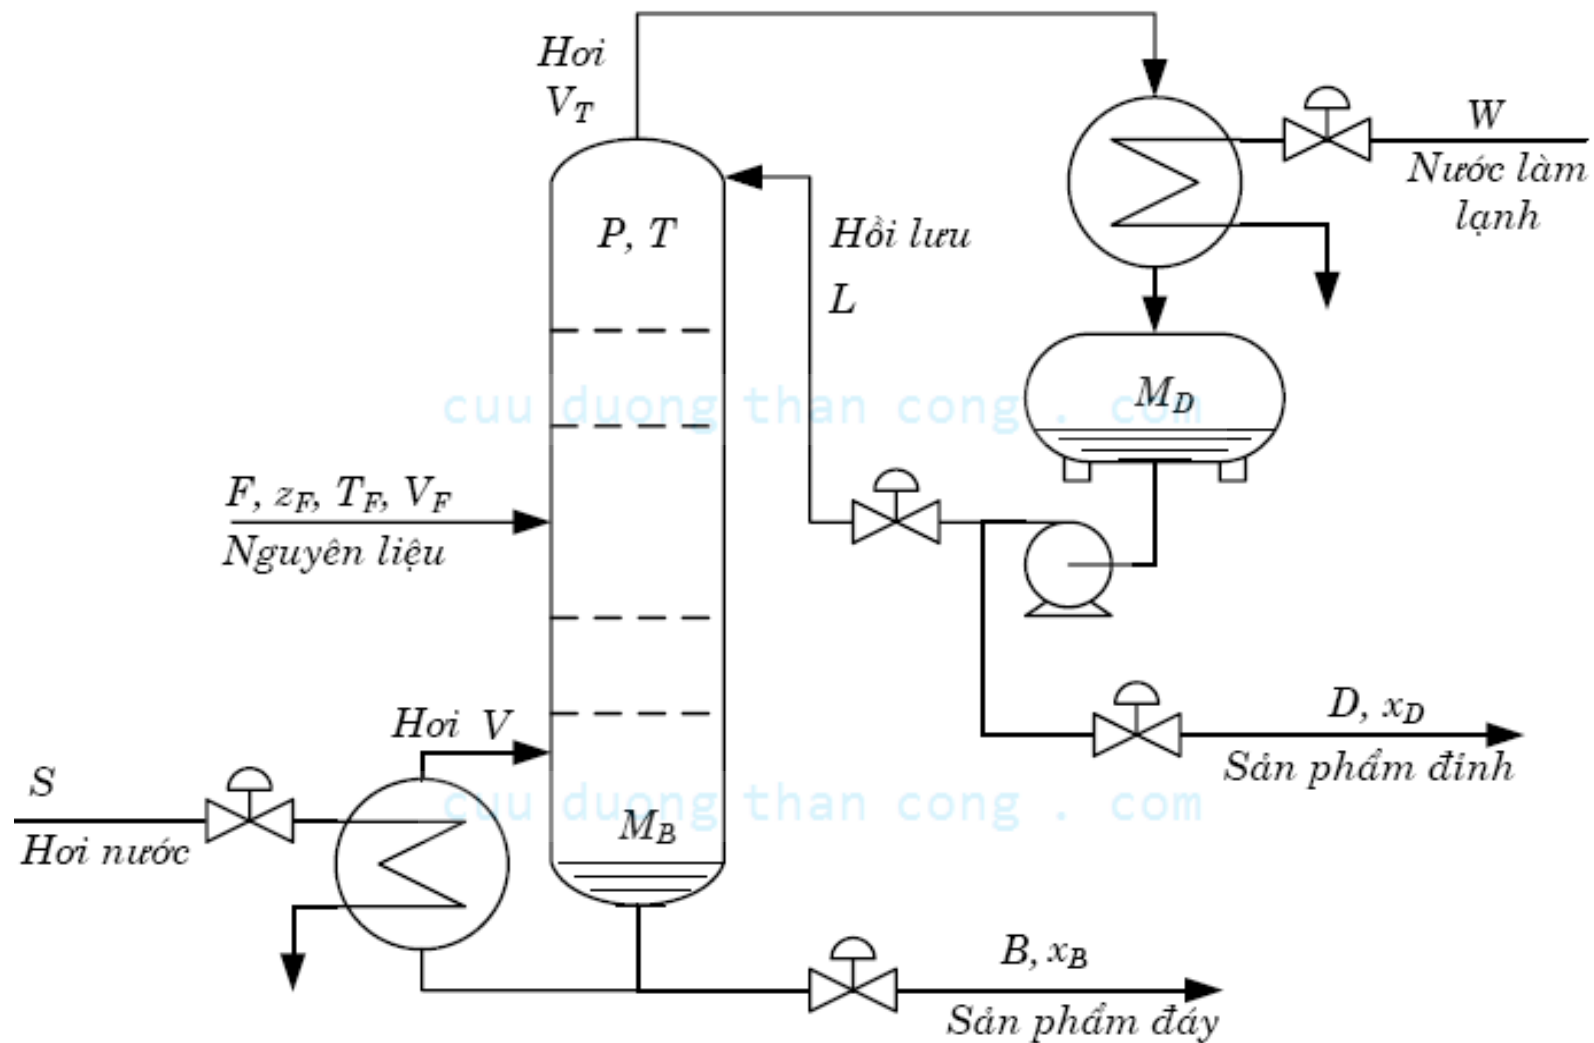 Hơi
V_T
W
Nước làm
lạnh
P, T
Hồi lưu
L
M_D
cuu duong than cong . com
F, z_F, T_F, V_F
Nguyên liệu
Hơi V
D, x_D
Sản phẩm đỉnh
S
Hơi nước
cuu duong than cong . com
M_B
B, x_B
Sản phẩm đáy